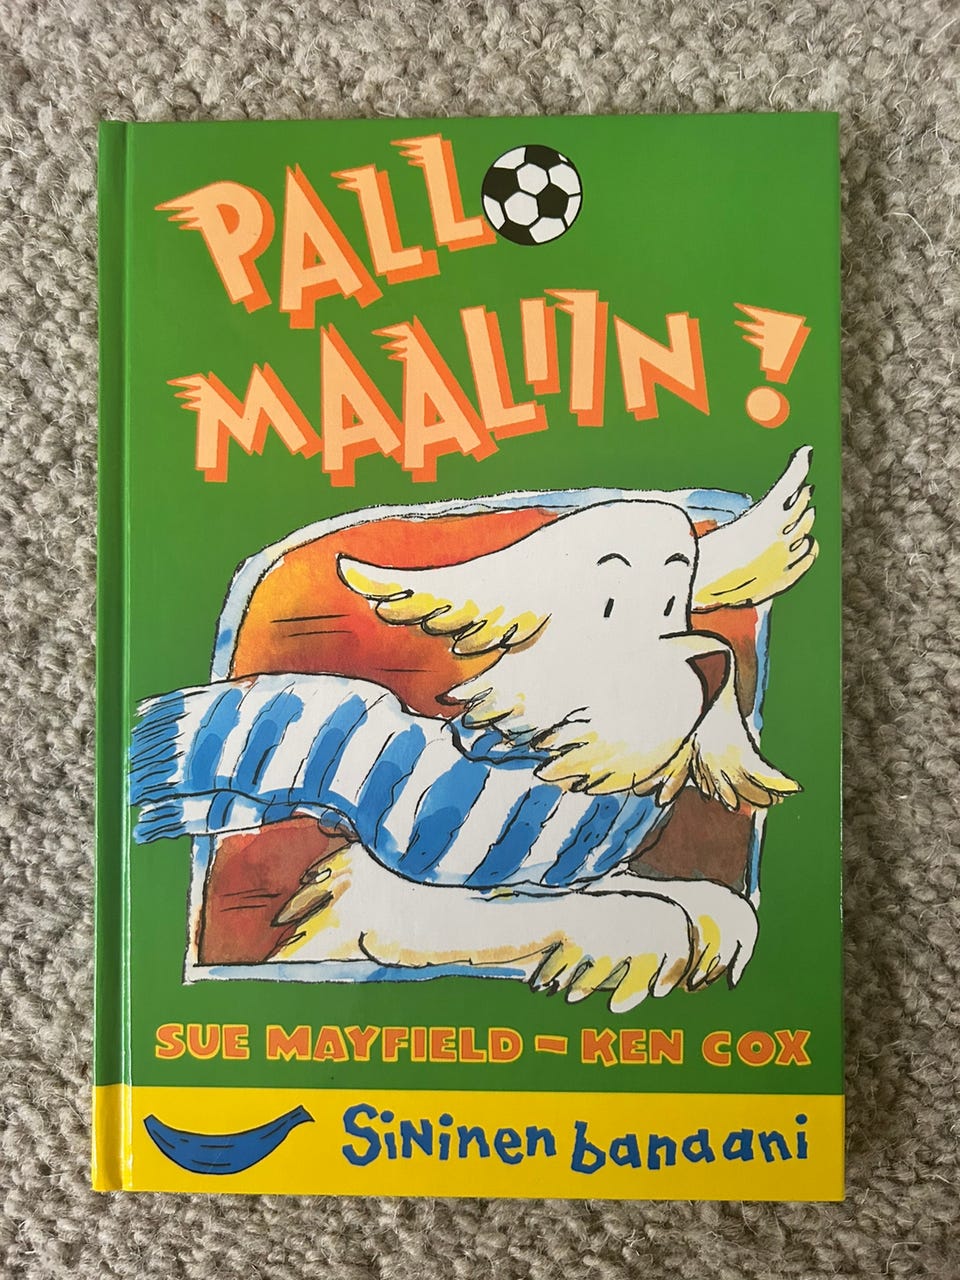 PALLO
MAALIIN!
SUE MAYFIELD – KEN COX
Sininen banaani